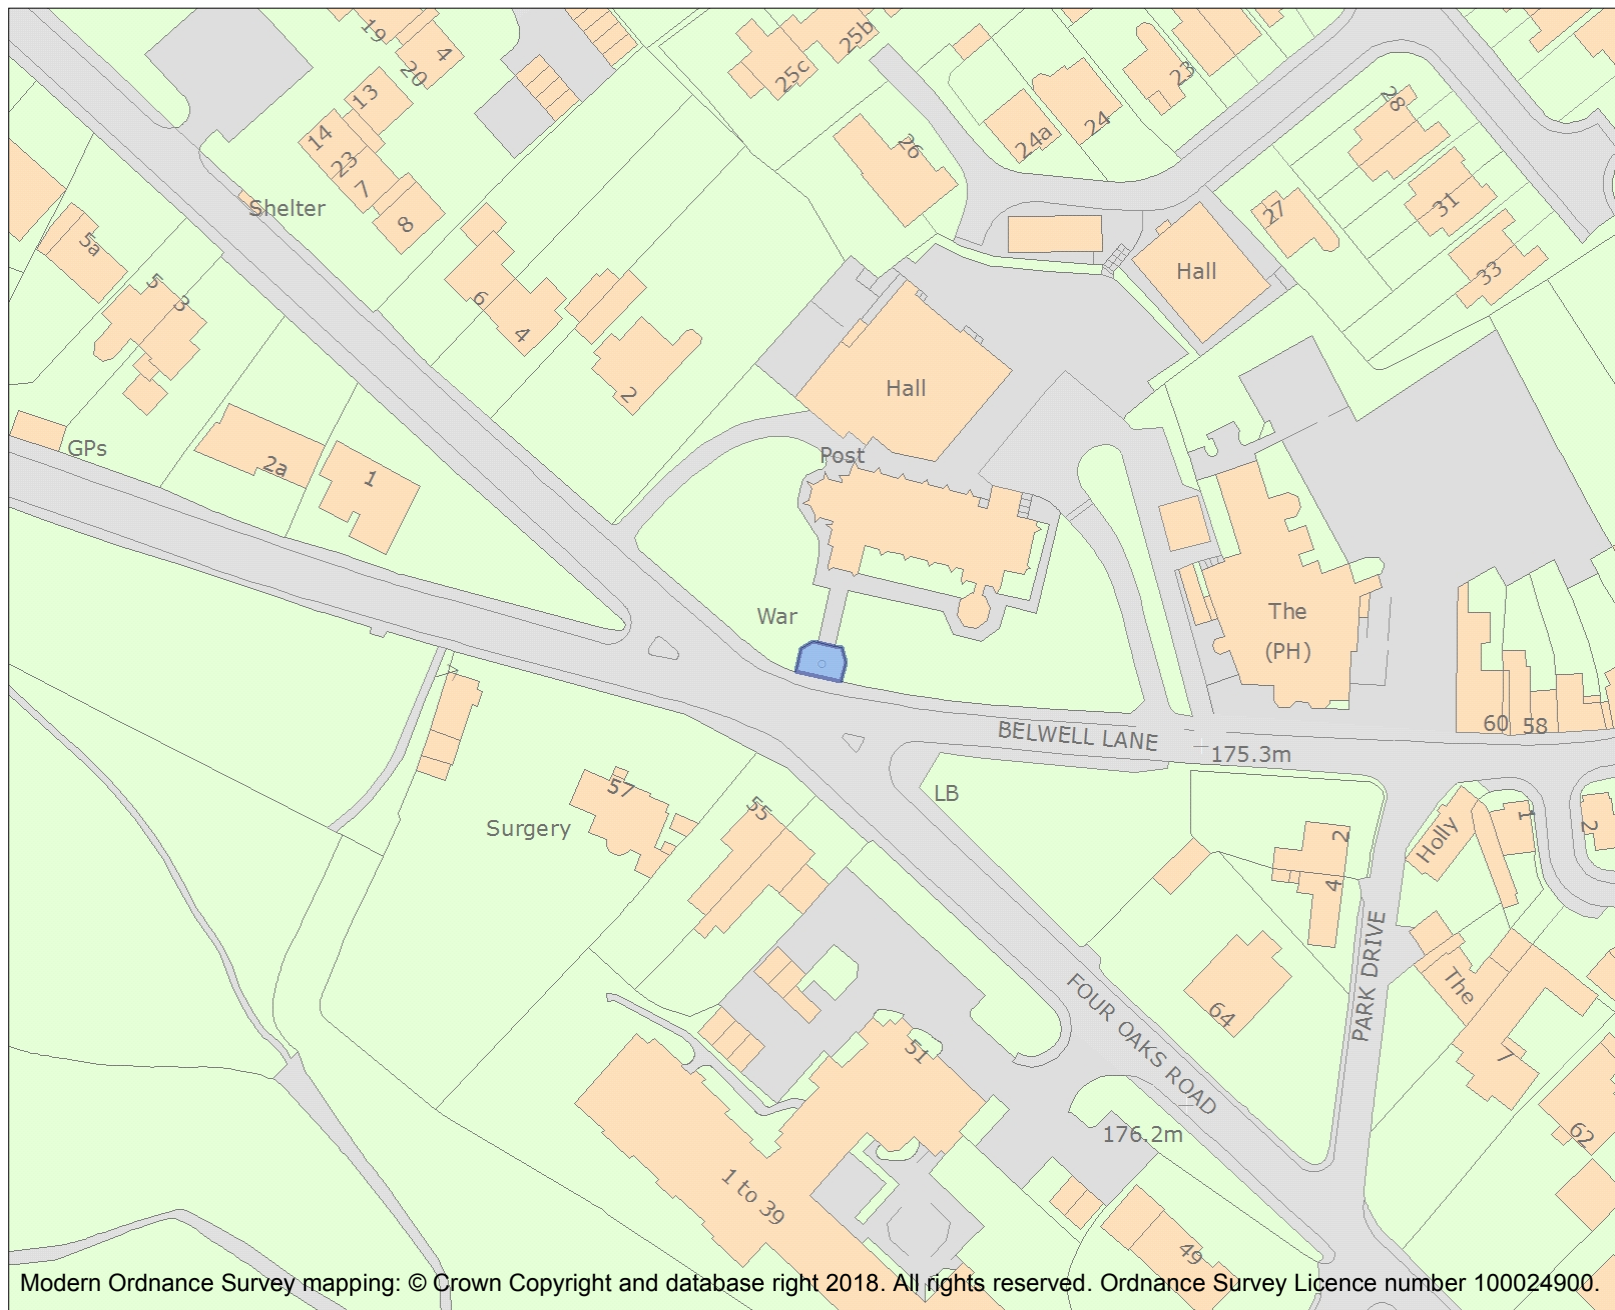 19
4
20
25b
25c
23
13
14
23
7
8
26
24a
24
28
Shelter
27
31
5a
Hall
33
5
3
6
4
2
Hall
GPs
2a
1
Post
War
The
(PH)
60
58
BELWELL LANE
175.3m
57
LB
55
Surgery
2
Holly
1
2
4
PARK DRIVE
The
64
FOUR OAKS ROAD
51
7
176.2m
62
1 to 39
49
Modern Ordnance Survey mapping: © Crown Copyright and database right 2018. All rights reserved. Ordnance Survey Licence number 100024900.